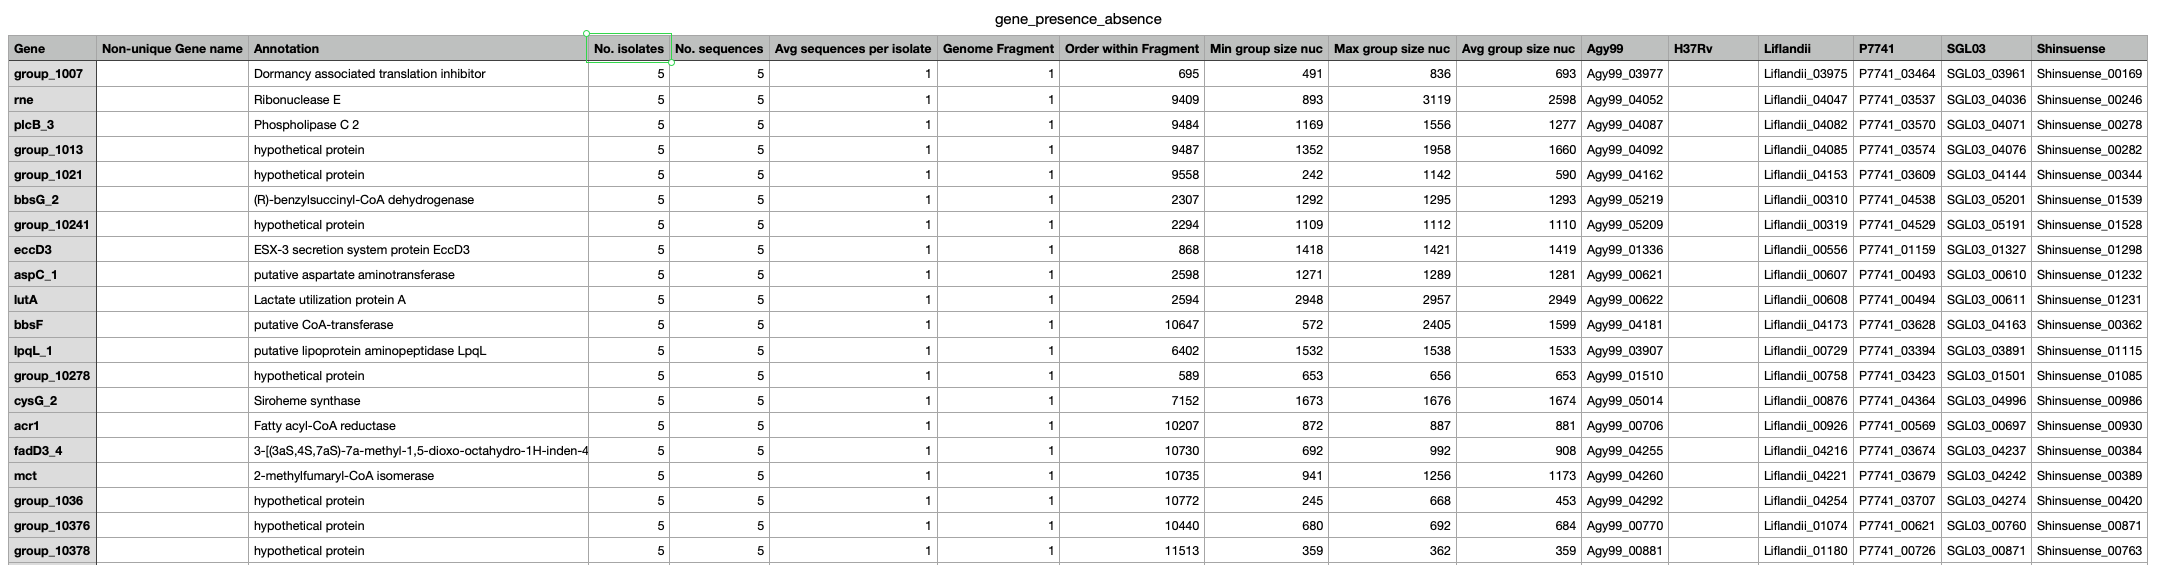 gene_presence_absence
Gene Non-unique Gene name Annotation No. isolates No. sequences Avg sequences per isolate Genome Fragment Order within Fragment Min group size nuc Max group size nuc Avg group size nuc Agy99 H37Rv Liflandii P7741 SGL03 Shinsuense
group_1007 Dormancy associated translation inhibitor 5 5 1 1 695 491 836 693 Agy99_03977 Liflandii_03975 P7741_03464 SGL03_03961 Shinsuense_00169
rne Ribonuclease E 5 5 1 1 9409 893 3119 2598 Agy99_04052 Liflandii_04047 P7741_03537 SGL03_04036 Shinsuense_00246
plcB_3 Phospholipase C 2 5 5 1 1 9484 1169 1556 1277 Agy99_04087 Liflandii_04082 P7741_03570 SGL03_04071 Shinsuense_00278
group_1013 hypothetical protein 5 5 1 1 9487 1352 1958 1660 Agy99_04092 Liflandii_04085 P7741_03574 SGL03_04076 Shinsuense_00282
group_1021 hypothetical protein 5 5 1 1 9558 242 1142 590 Agy99_04162 Liflandii_04153 P7741_03609 SGL03_04144 Shinsuense_00344
bbsG_2 (R)-benzylsuccinyl-CoA dehydrogenase 5 5 1 1 2307 1292 1295 1293 Agy99_05219 Liflandii_00310 P7741_04538 SGL03_05201 Shinsuense_01539
group_10241 hypothetical protein 5 5 1 1 2294 1109 1112 1110 Agy99_05209 Liflandii_00319 P7741_04529 SGL03_05191 Shinsuense_01528
eccD3 ESX-3 secretion system protein EccD3 5 5 1 1 868 1418 1421 1419 Agy99_01336 Liflandii_00556 P7741_01159 SGL03_01327 Shinsuense_01298
aspC_1 putative aspartate aminotransferase 5 5 1 1 2598 1271 1289 1281 Agy99_00621 Liflandii_00607 P7741_00493 SGL03_00610 Shinsuense_01232
lutA Lactate utilization protein A 5 5 1 1 2594 2948 2957 2949 Agy99_00622 Liflandii_00608 P7741_00494 SGL03_00611 Shinsuense_01231
bbsF putative CoA-transferase 5 5 1 1 10647 572 2405 1599 Agy99_04181 Liflandii_04173 P7741_03628 SGL03_04163 Shinsuense_00362
lpqL_1 putative lipoprotein aminopeptidase LpqL 5 5 1 1 6402 1532 1538 1533 Agy99_03907 Liflandii_00729 P7741_03394 SGL03_03891 Shinsuense_01115
group_10278 hypothetical protein 5 5 1 1 589 653 656 653 Agy99_01510 Liflandii_00758 P7741_03423 SGL03_01501 Shinsuense_01085
cysG_2 Siroheme synthase 5 5 1 1 7152 1673 1676 1674 Agy99_05014 Liflandii_00876 P7741_04364 SGL03_04996 Shinsuense_00986
acr1 Fatty acyl-CoA reductase 5 5 1 1 10207 872 887 881 Agy99_00706 Liflandii_00926 P7741_00569 SGL03_00697 Shinsuense_00930
fadD3_4 3-[(3aS,4S,7aS)-7a-methyl-1,5-dioxo-octahydro-1H-inden-4 5 5 1 1 10730 692 992 908 Agy99_04255 Liflandii_04216 P7741_03674 SGL03_04237 Shinsuense_00384
mct 2-methylfumaryl-CoA isomerase 5 5 1 1 10735 941 1256 1173 Agy99_04260 Liflandii_04221 P7741_03679 SGL03_04242 Shinsuense_00389
group_1036 hypothetical protein 5 5 1 1 10772 245 668 453 Agy99_04292 Liflandii_04254 P7741_03707 SGL03_04274 Shinsuense_00420
group_10376 hypothetical protein 5 5 1 1 10440 680 692 684 Agy99_00770 Liflandii_01074 P7741_00621 SGL03_00760 Shinsuense_00871
group_10378 hypothetical protein 5 5 1 1 11513 359 362 359 Agy99_00881 Liflandii_01180 P7741_00726 SGL03_00871 Shinsuense_00763